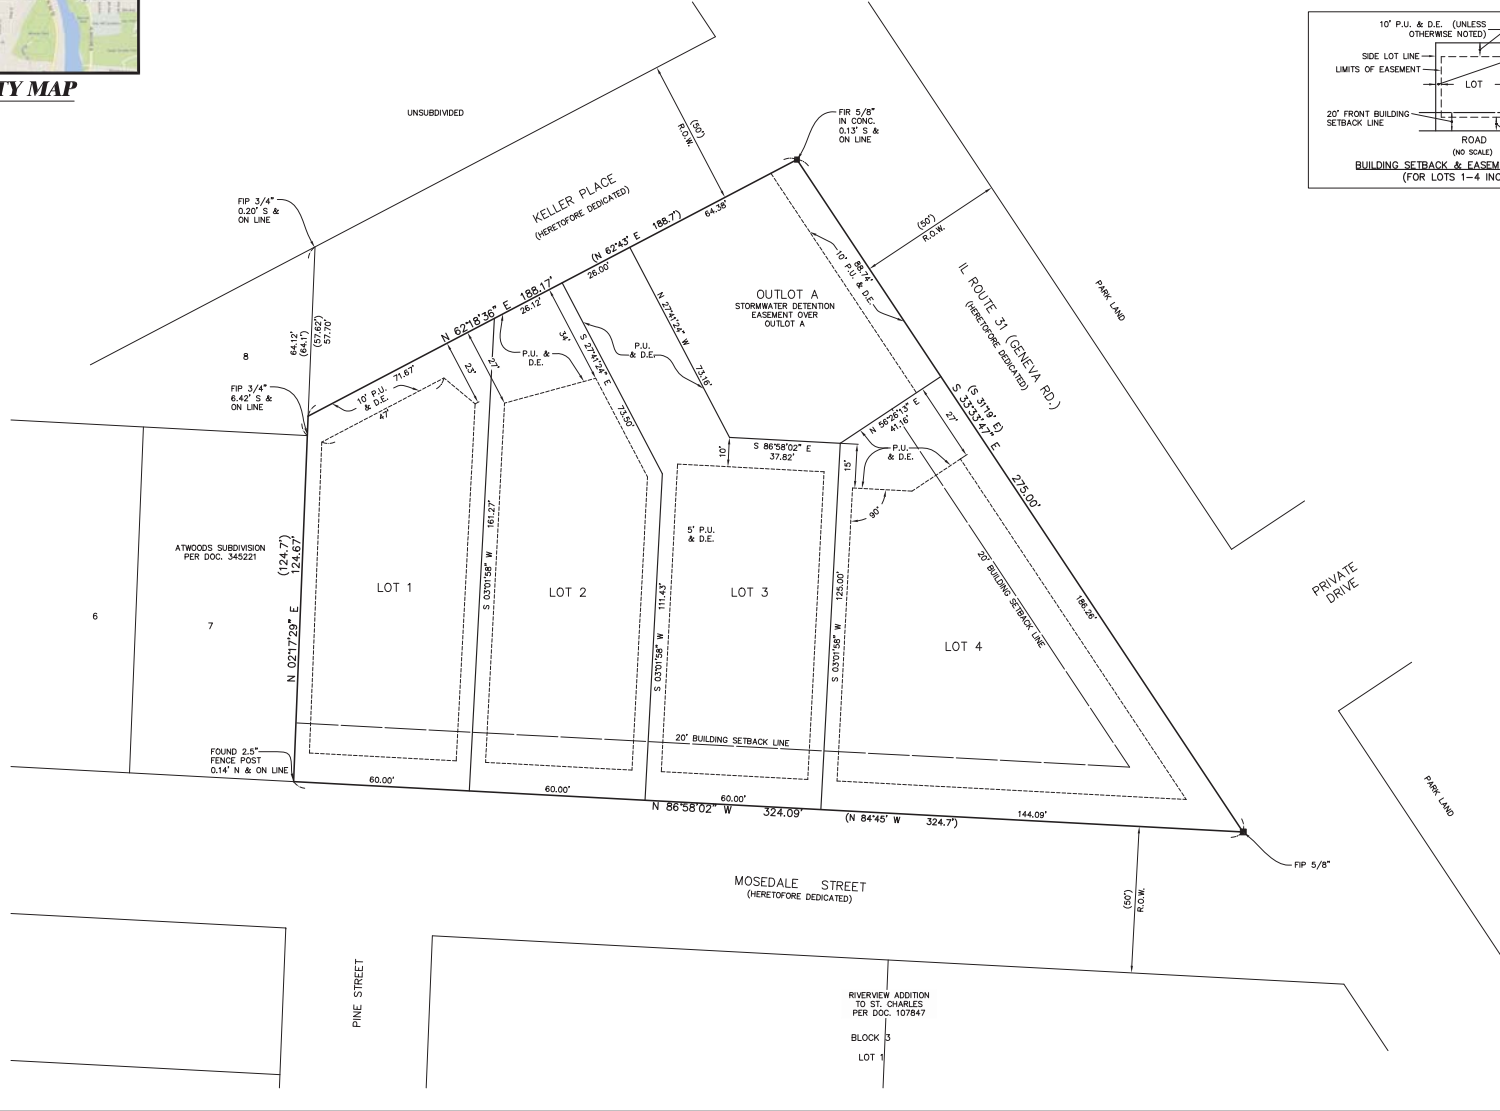 TY MAP
UNSUBDIVIDED
10' P.U. & D.E. (UNLESS
OTHERWISE NOTED)
SIDE LOT LINE
LIMITS OF EASEMENT
LOT
20' FRONT BUILDING
SETBACK LINE
ROAD
(NO SCALE)
BUILDING SETBACK & EASEM
(FOR LOTS 1-4 INC
FIR 5/8"
IN CONC.
0.13' S &
ON LINE
(50')
R.O.W.
KELLER PLACE
(HERETOFORE DEDICATED)
FIP 3/4"
0.20' S &
ON LINE
(N 62°43' E 188.7')
64.38'
26.00'
N 62°18'36" E 188.17'
26.12'
71.67'
(50')
R.O.W.
IL ROUTE 31 (GENEVA RD.)
(HERETOFORE DEDICATED)
PARK LAND
88.74'
10' P.U. & D.E.
OUTLOT A
STORMWATER DETENTION
EASEMENT OVER
OUTLOT A
N 27°41'24" W
73.16'
S 27°41'24" E
73.50'
P.U.
& D.E.
P.U. &
D.E.
34'
27'
23'
64.12'
(64.1')
(57.62')
57.70'
8
FIP 3/4"
6.42' S &
ON LINE
10' P.U.
& D.E.
47'
N 56°26'13" E
41.16'
27'
(S 31°19' E)
S 33°33'47" E
275.00'
S 86°58'02" E
37.82'
10'
15'
P.U.
& D.E.
90°
5' P.U.
& D.E.
ATWOODS SUBDIVISION
PER DOC. 345221
(124.7')
124.67'
N 02°17'29" E
6
7
LOT 1
161.27'
S 03°01'58" W
LOT 2
111.43'
S 03°01'58" W
LOT 3
125.00'
S 03°01'58" W
LOT 4
20' BUILDING SETBACK LINE
186.26'
PRIVATE
DRIVE
PARK LAND
20' BUILDING SETBACK LINE
FOUND 2.5"
FENCE POST
0.14' N & ON LINE
60.00'
60.00'
60.00'
144.09'
N 86°58'02" W 324.09'
(N 84°45' W 324.7')
FIP 5/8"
MOSEDALE STREET
(HERETOFORE DEDICATED)
(50')
R.O.W.
PINE STREET
RIVERVIEW ADDITION
TO ST. CHARLES
PER DOC. 107847
BLOCK 3
LOT 1